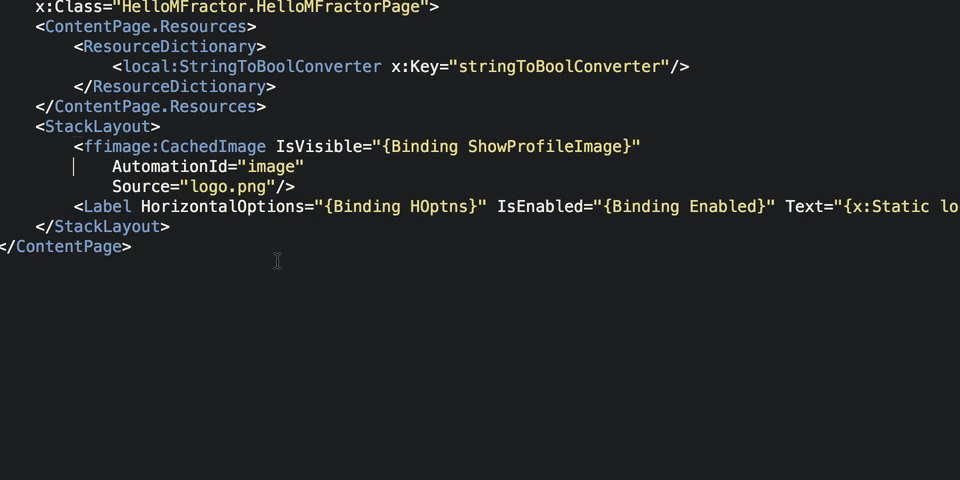 x:Class="HelloMFractor.HelloMFractorPage">
<ContentPage.Resources>
<ResourceDictionary>
<local:StringToBoolConverter x:Key="stringToBoolConverter"/>
</ResourceDictionary>
</ContentPage.Resources>
<StackLayout>
<ffimage:CachedImage IsVisible="{Binding ShowProfileImage}"
AutomationId="image"
Source="logo.png"/>
<Label HorizontalOptions="{Binding HOptns}" IsEnabled="{Binding Enabled}" Text="{x:Static lo
</StackLayout>
</ContentPage>